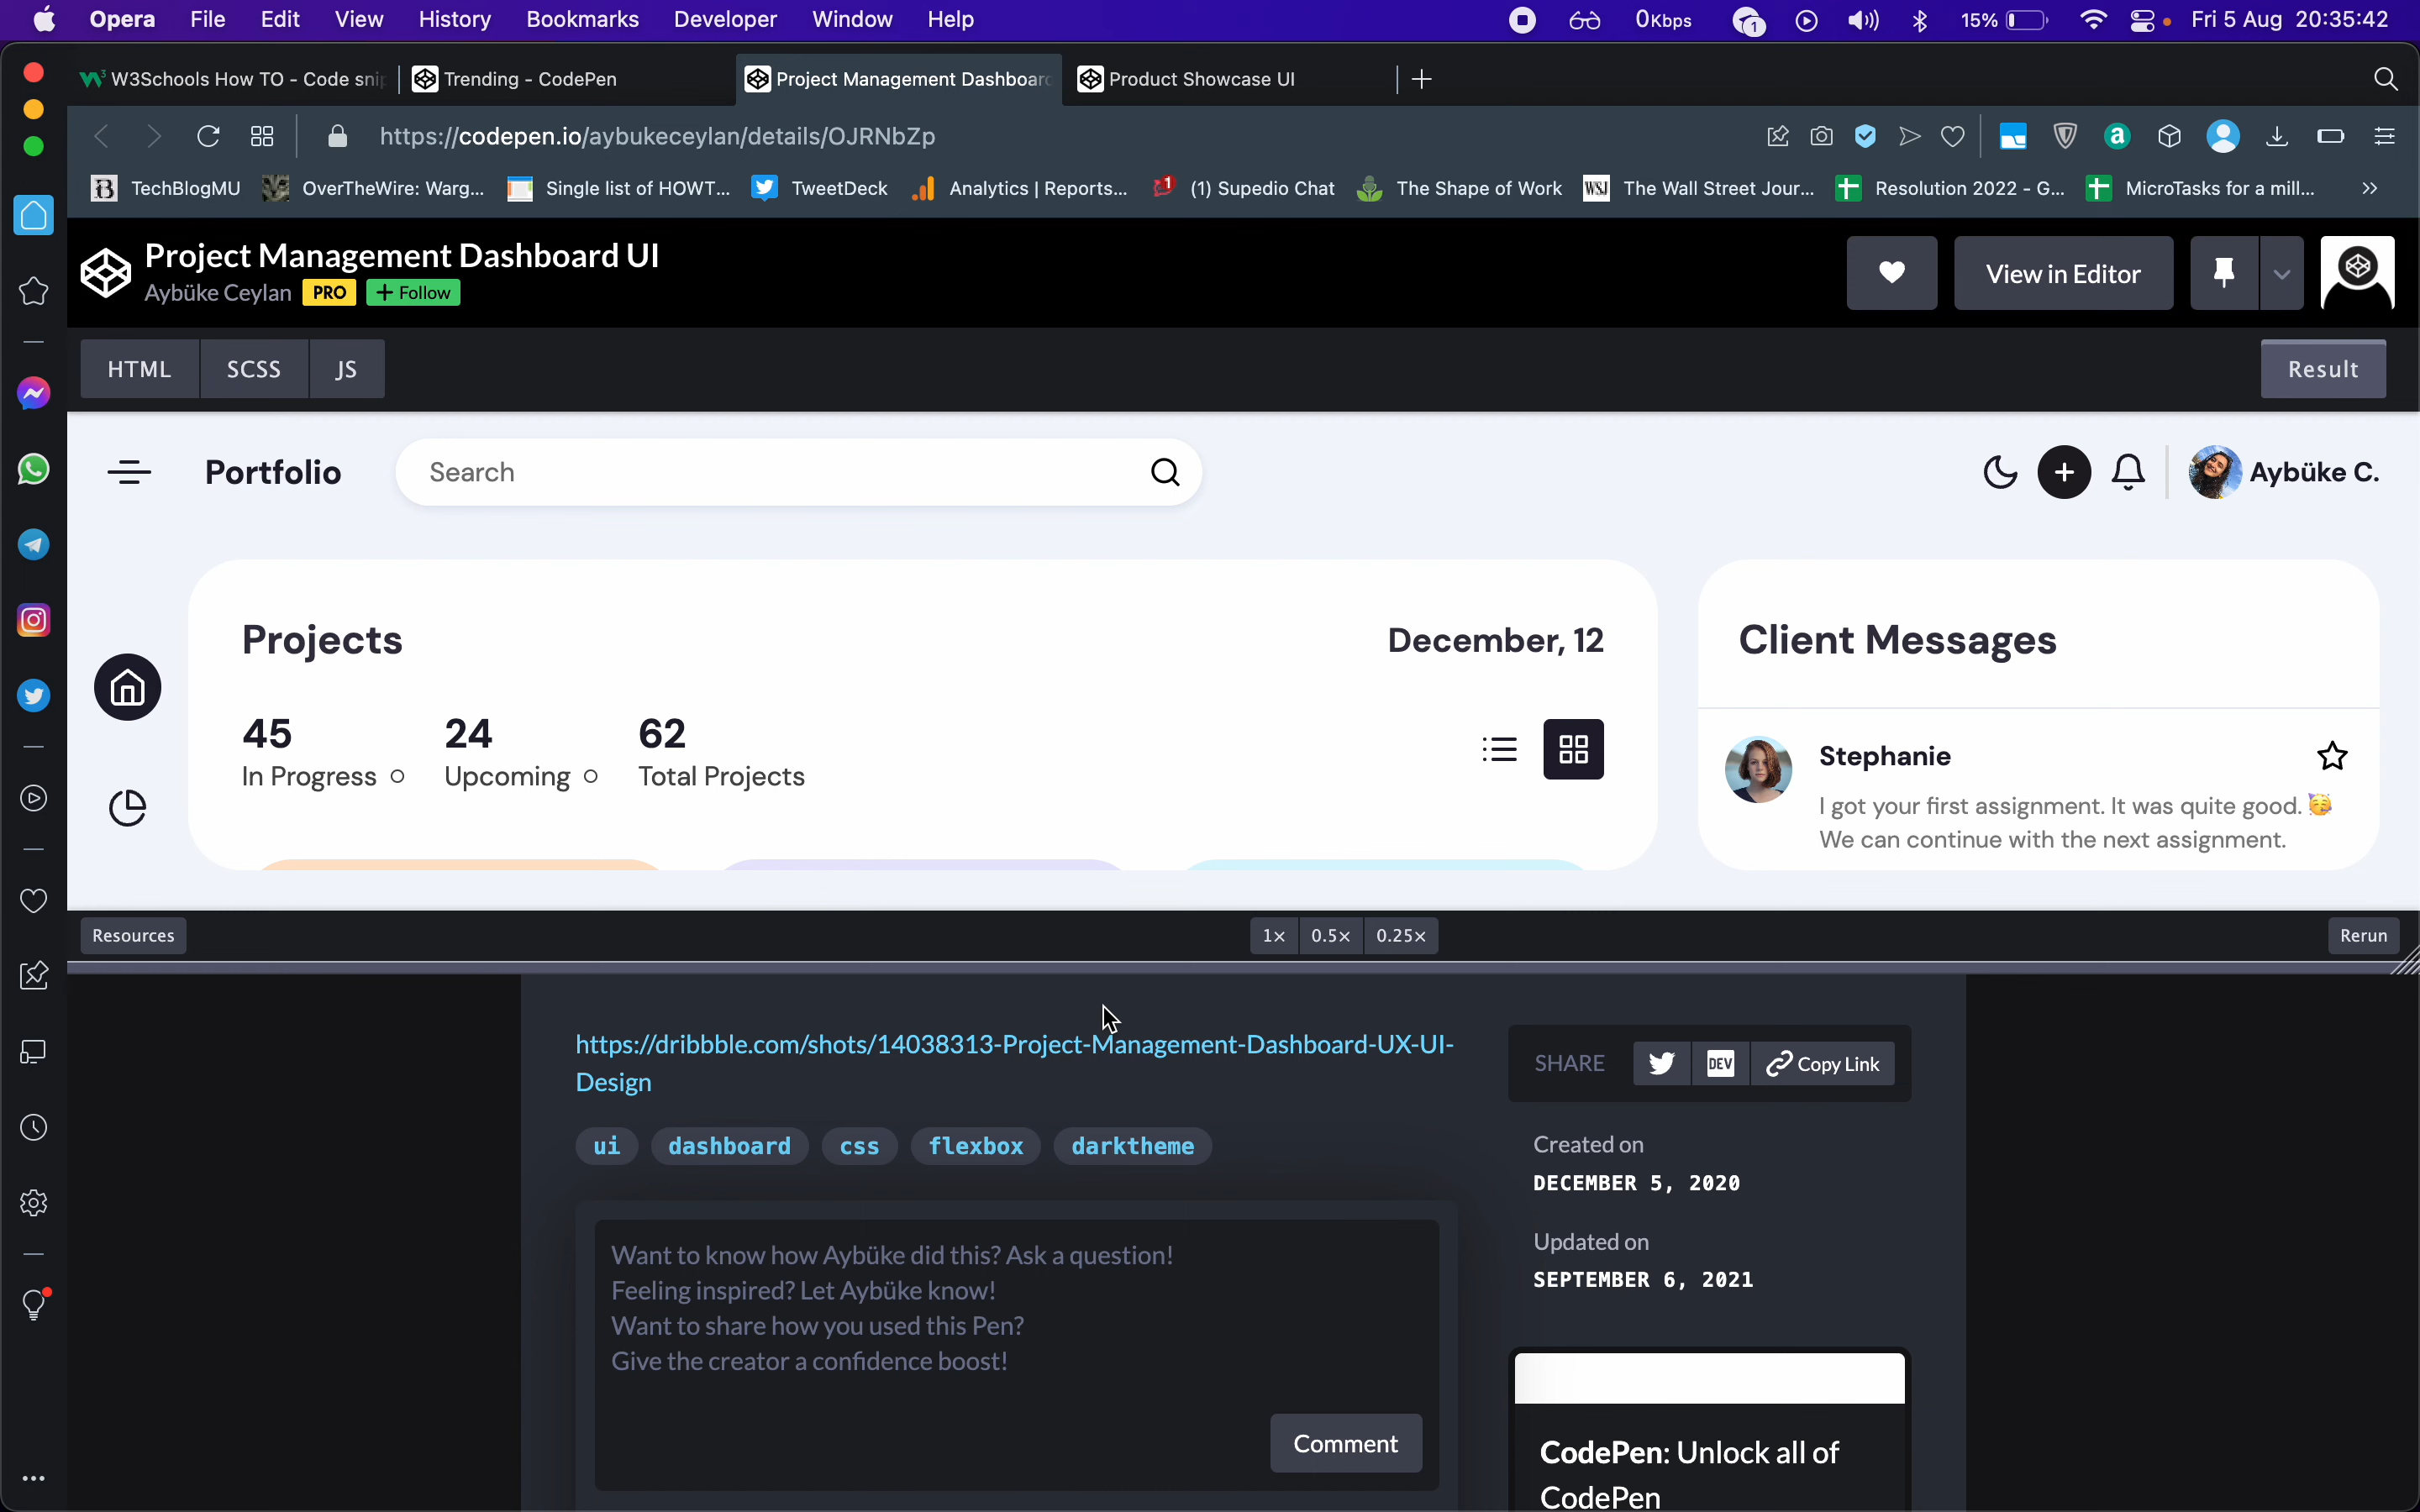 Opera File Edit View History Bookmarks Developer Window Help 0Kbps 1 15% Fri 5 Aug 20:35:42
W3Schools How TO - Code snip Trending - CodePen Project Management Dashboard Product Showcase UI
https://codepen.io/aybukeceylan/details/OJRNbZp
TechBlogMU OverTheWire: Warg... Single list of HOWT... TweetDeck Analytics | Reports... (1) Supedio Chat The Shape of Work WSJ The Wall Street Jour... Resolution 2022 - G... MicroTasks for a mill...
Project Management Dashboard UI
Aybüke Ceylan PRO + Follow
View in Editor
HTML SCSS JS Result
Portfolio Search Aybüke C.
Projects December, 12 Client Messages
45 24 62
In Progress Upcoming Total Projects
Stephanie
I got your first assignment. It was quite good. 🥳
We can continue with the next assignment.
Resources 1× 0.5× 0.25× Rerun
https://dribbble.com/shots/14038313-Project-Management-Dashboard-UX-UI-
Design
SHARE DEV Copy Link
ui dashboard css flexbox darktheme
Created on
DECEMBER 5, 2020
Updated on
SEPTEMBER 6, 2021
Want to know how Aybüke did this? Ask a question!
Feeling inspired? Let Aybüke know!
Want to share how you used this Pen?
Give the creator a confidence boost!
Comment
CodePen: Unlock all of
CodePen